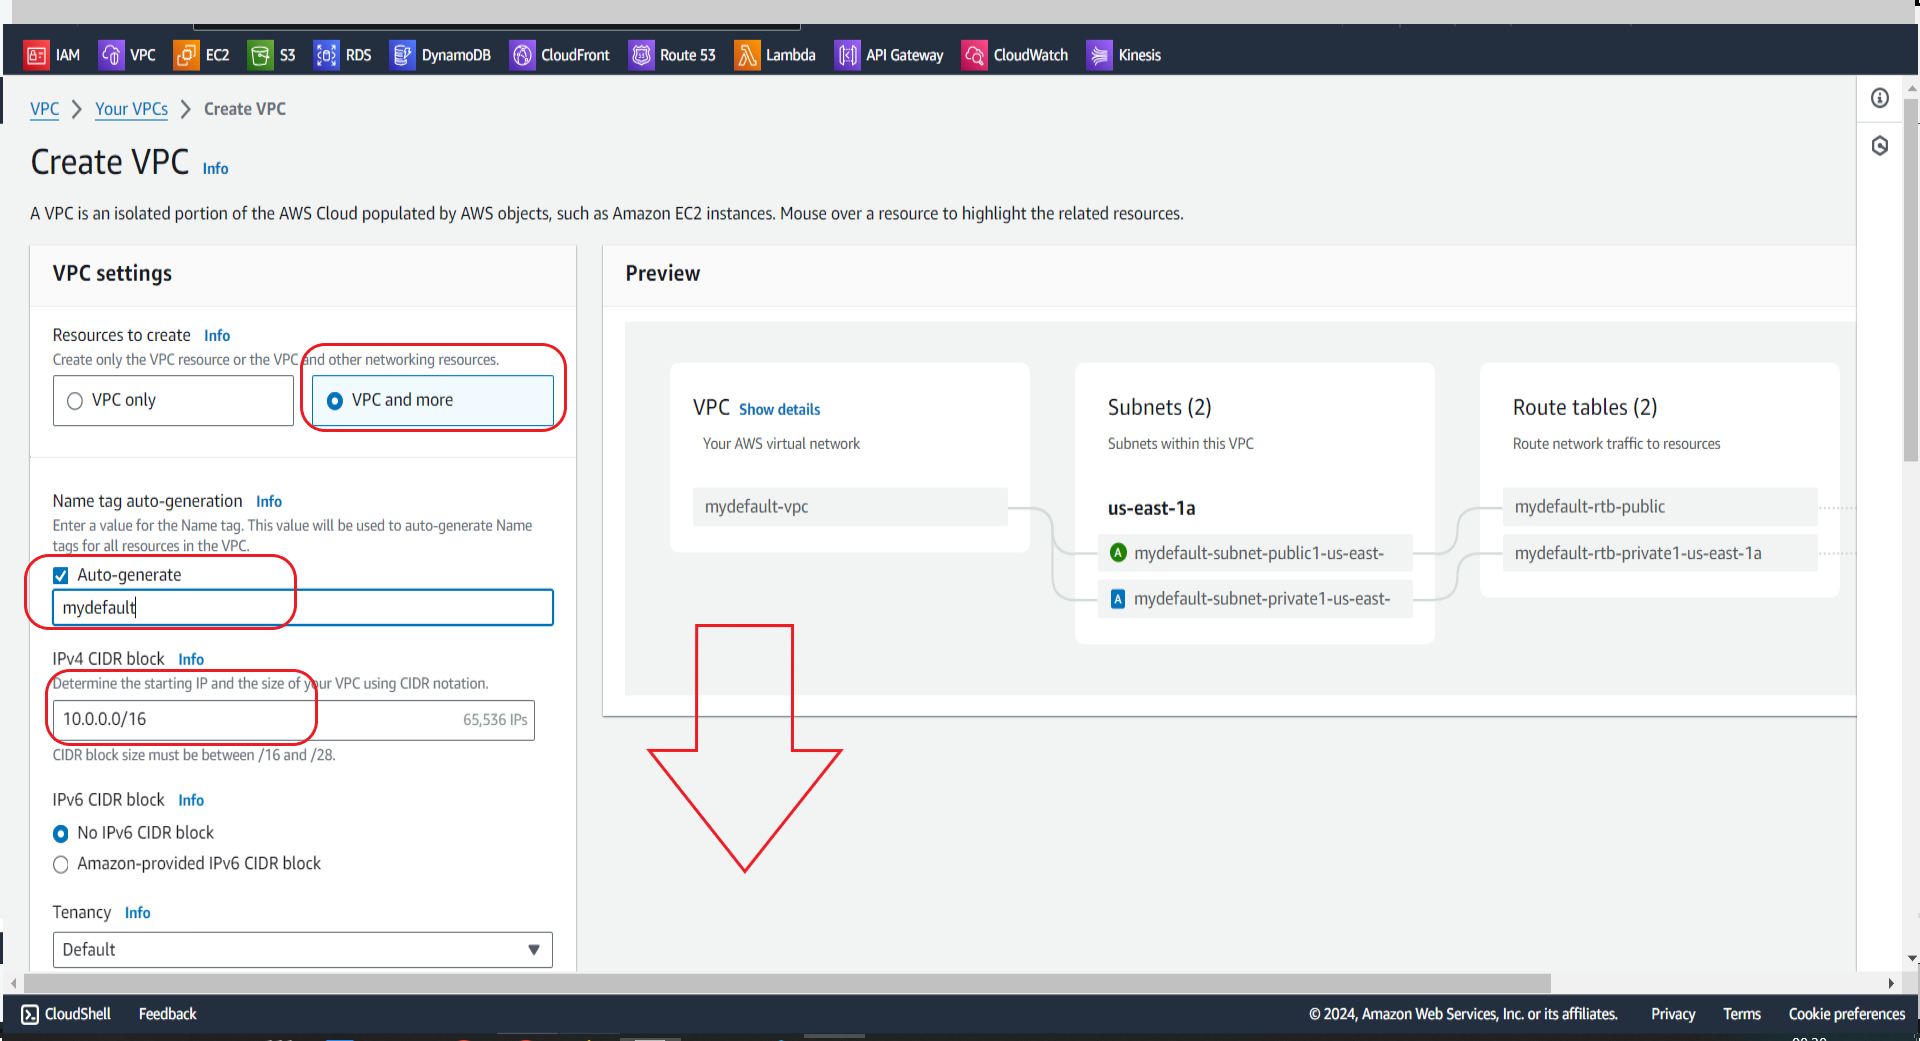 IAM VPC EC2 S3 RDS DynamoDB CloudFront Route 53 Lambda API Gateway CloudWatch Kinesis
VPC Your VPCs Create VPC
Create VPC Info
A VPC is an isolated portion of the AWS Cloud populated by AWS objects, such as Amazon EC2 instances. Mouse over a resource to highlight the related resources.
VPC settings
Resources to create Info
Create only the VPC resource or the VPC and other networking resources.
VPC only
VPC and more
Name tag auto-generation Info
Enter a value for the Name tag. This value will be used to auto-generate Name
tags for all resources in the VPC.
Auto-generate
mydefault
IPv4 CIDR block Info
Determine the starting IP and the size of your VPC using CIDR notation.
10.0.0.0/16 65,536 IPs
CIDR block size must be between /16 and /28.
IPv6 CIDR block Info
No IPv6 CIDR block
Amazon-provided IPv6 CIDR block
Tenancy Info
Default
Preview
VPC Show details
Your AWS virtual network
mydefault-vpc
Subnets (2)
Subnets within this VPC
us-east-1a
A mydefault-subnet-public1-us-east-
A mydefault-subnet-private1-us-east-
Route tables (2)
Route network traffic to resources
mydefault-rtb-public
mydefault-rtb-private1-us-east-1a
CloudShell Feedback © 2024, Amazon Web Services, Inc. or its affiliates. Privacy Terms Cookie preferences